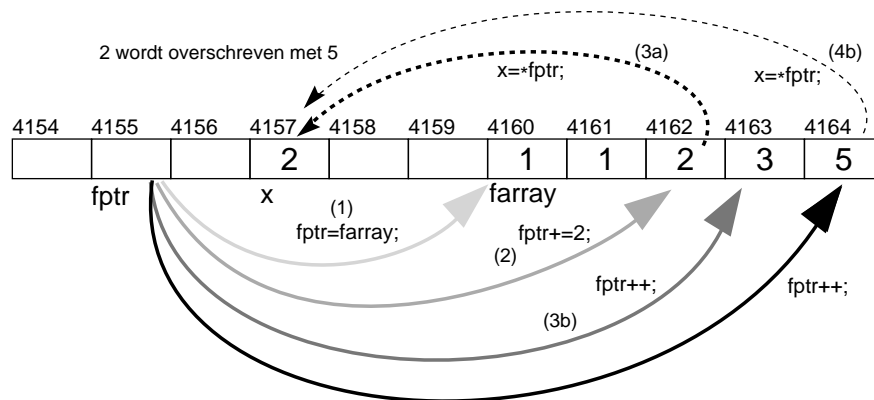 2 wordt overschreven met 5
(3a)
(4b)
x=*fptr;
x=*fptr;
4154 4155 4156 4157 4158 4159 4160 4161 4162 4163 4164
2 1 1 2 3 5
fptr x farray
(1)
fptr=farray;
fptr+=2;
(2)
fptr++;
fptr++;
(3b)